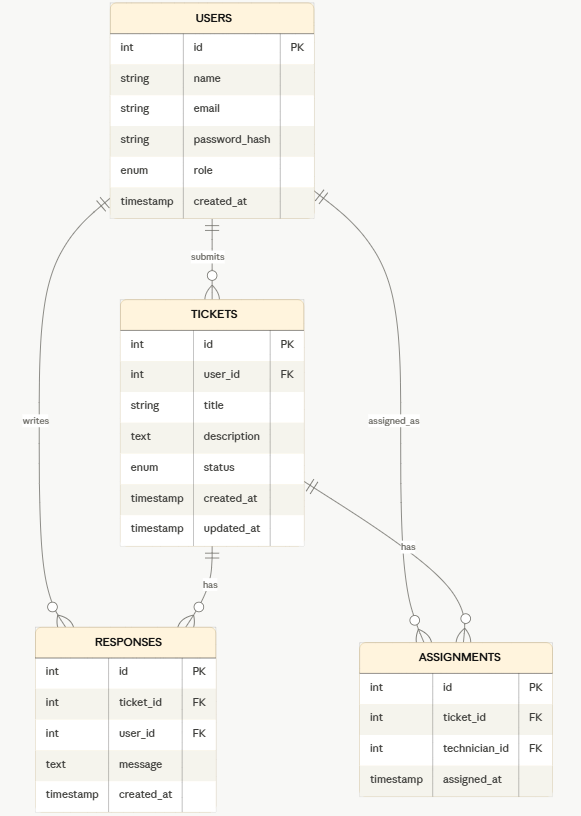 USERS
int id PK
string name
string email
string password_hash
enum role
timestamp created_at
submits
TICKETS
int id PK
int user_id FK
string title
text description
enum status
timestamp created_at
timestamp updated_at
writes
assigned_as
has
has
RESPONSES
int id PK
int ticket_id FK
int user_id FK
text message
timestamp created_at
ASSIGNMENTS
int id PK
int ticket_id FK
int technician_id FK
timestamp assigned_at